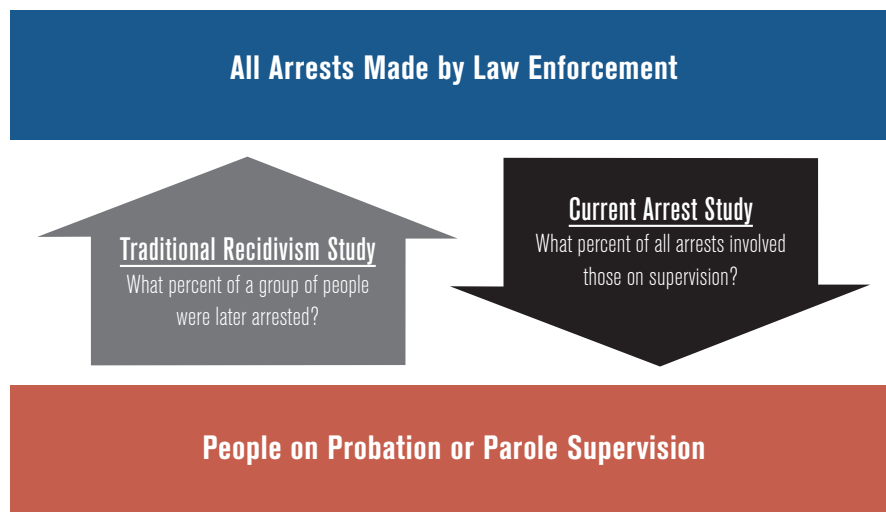 All Arrests Made by Law Enforcement
Traditional Recidivism Study
What percent of a group of people
were later arrested?
Current Arrest Study
What percent of all arrests involved
those on supervision?
People on Probation or Parole Supervision